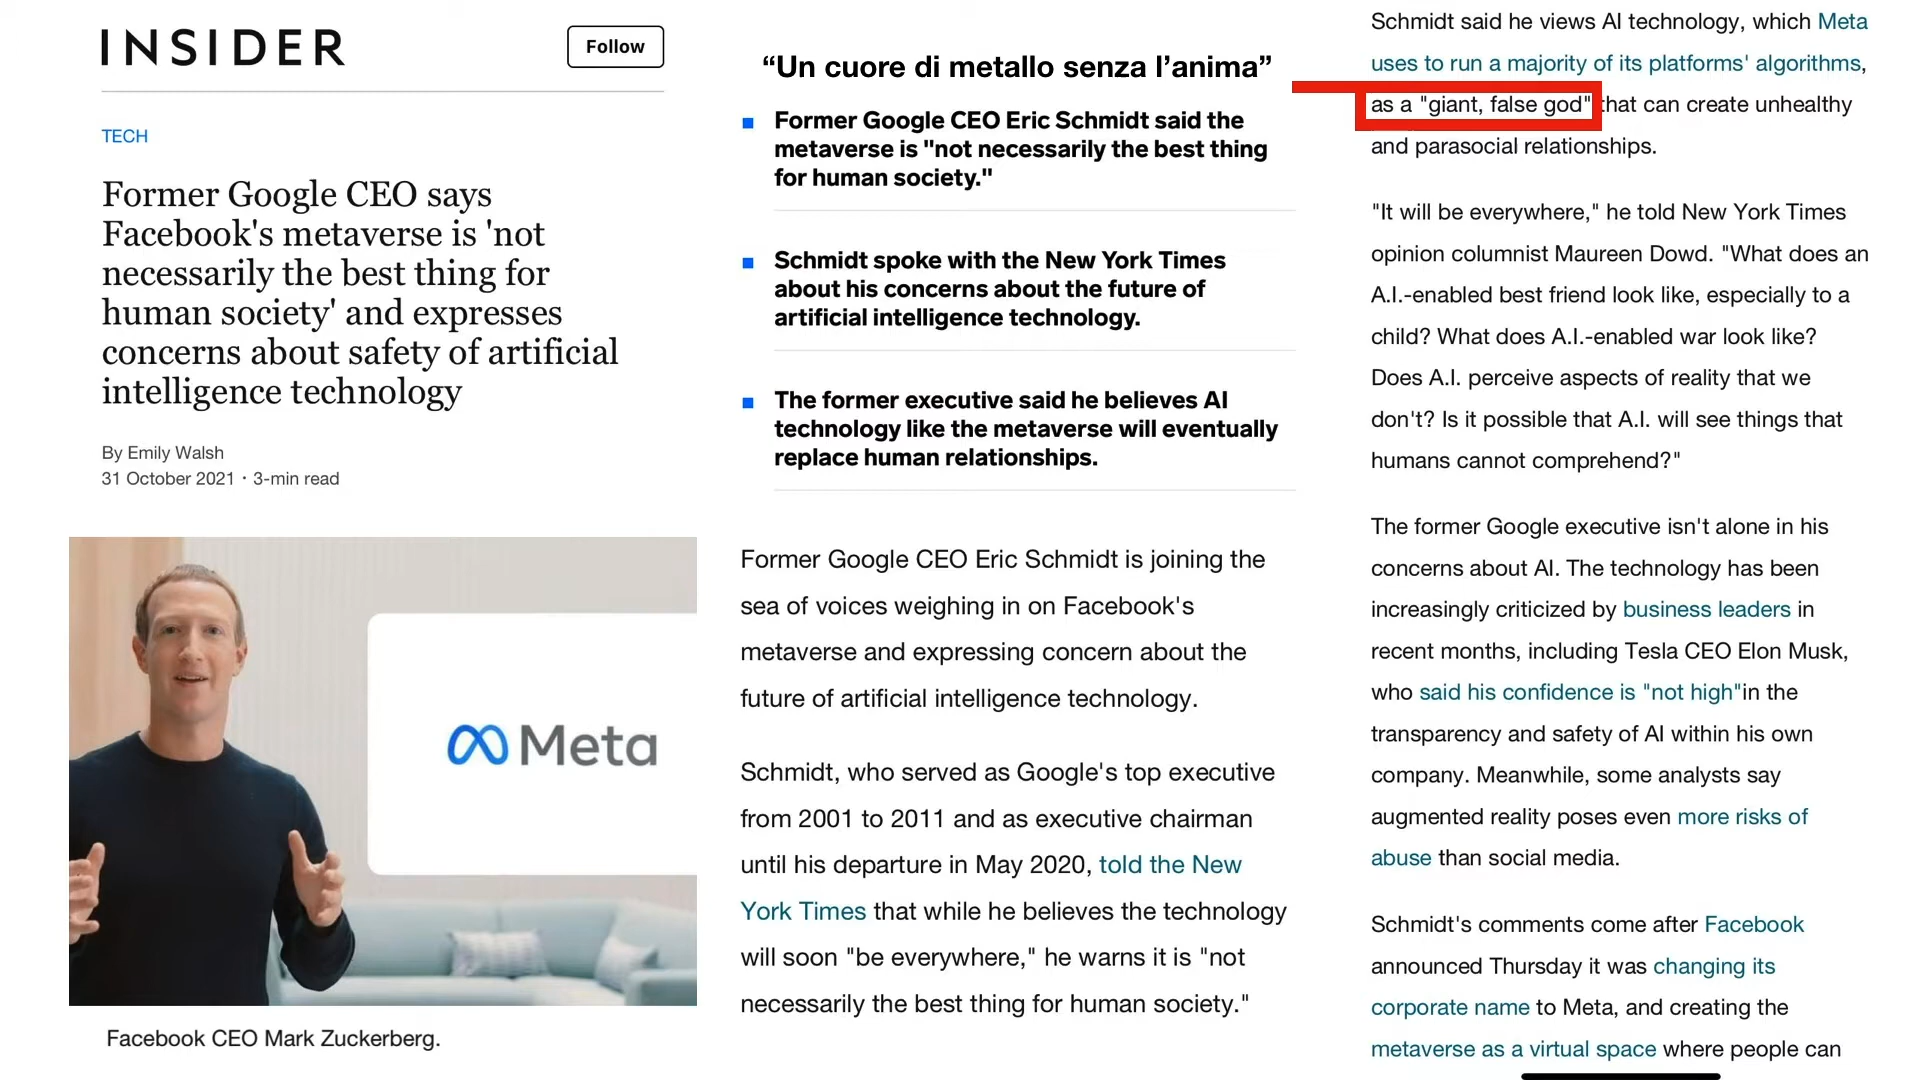 INSIDER
Follow
TECH
Former Google CEO says
Facebook's metaverse is 'not
necessarily the best thing for
human society' and expresses
concerns about safety of artificial
intelligence technology
By Emily Walsh
31 October 2021 · 3-min read
Meta
Facebook CEO Mark Zuckerberg.
“Un cuore di metallo senza l’anima”
Former Google CEO Eric Schmidt said the
metaverse is "not necessarily the best thing
for human society."
Schmidt spoke with the New York Times
about his concerns about the future of
artificial intelligence technology.
The former executive said he believes AI
technology like the metaverse will eventually
replace human relationships.
Former Google CEO Eric Schmidt is joining the
sea of voices weighing in on Facebook's
metaverse and expressing concern about the
future of artificial intelligence technology.
Schmidt, who served as Google's top executive
from 2001 to 2011 and as executive chairman
until his departure in May 2020, told the New
York Times that while he believes the technology
will soon "be everywhere," he warns it is "not
necessarily the best thing for human society."
Schmidt said he views AI technology, which Meta
uses to run a majority of its platforms' algorithms,
as a "giant, false god" that can create unhealthy
and parasocial relationships.
"It will be everywhere," he told New York Times
opinion columnist Maureen Dowd. "What does an
A.I.-enabled best friend look like, especially to a
child? What does A.I.-enabled war look like?
Does A.I. perceive aspects of reality that we
don't? Is it possible that A.I. will see things that
humans cannot comprehend?"
The former Google executive isn't alone in his
concerns about AI. The technology has been
increasingly criticized by business leaders in
recent months, including Tesla CEO Elon Musk,
who said his confidence is "not high"in the
transparency and safety of AI within his own
company. Meanwhile, some analysts say
augmented reality poses even more risks of
abuse than social media.
Schmidt's comments come after Facebook
announced Thursday it was changing its
corporate name to Meta, and creating the
metaverse as a virtual space where people can